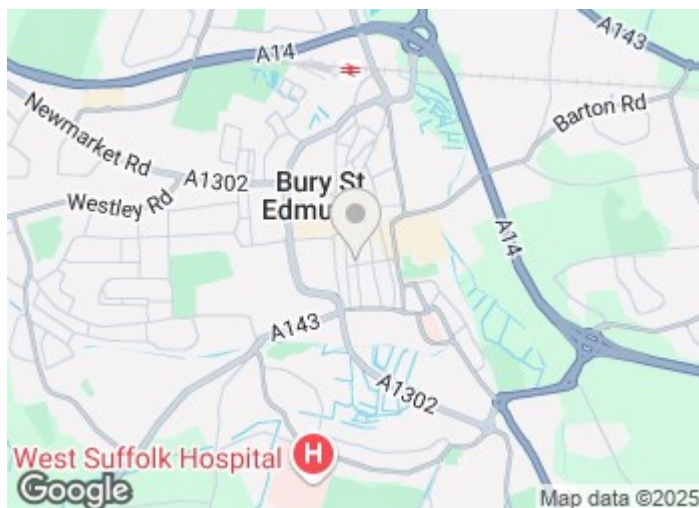 A14
A143
Newmarket Rd
Barton Rd
A1302
Bury St
Edmu
Westley Rd
A14
A143
A1302
West Suffolk Hospital
H
Google
Map data ©2025